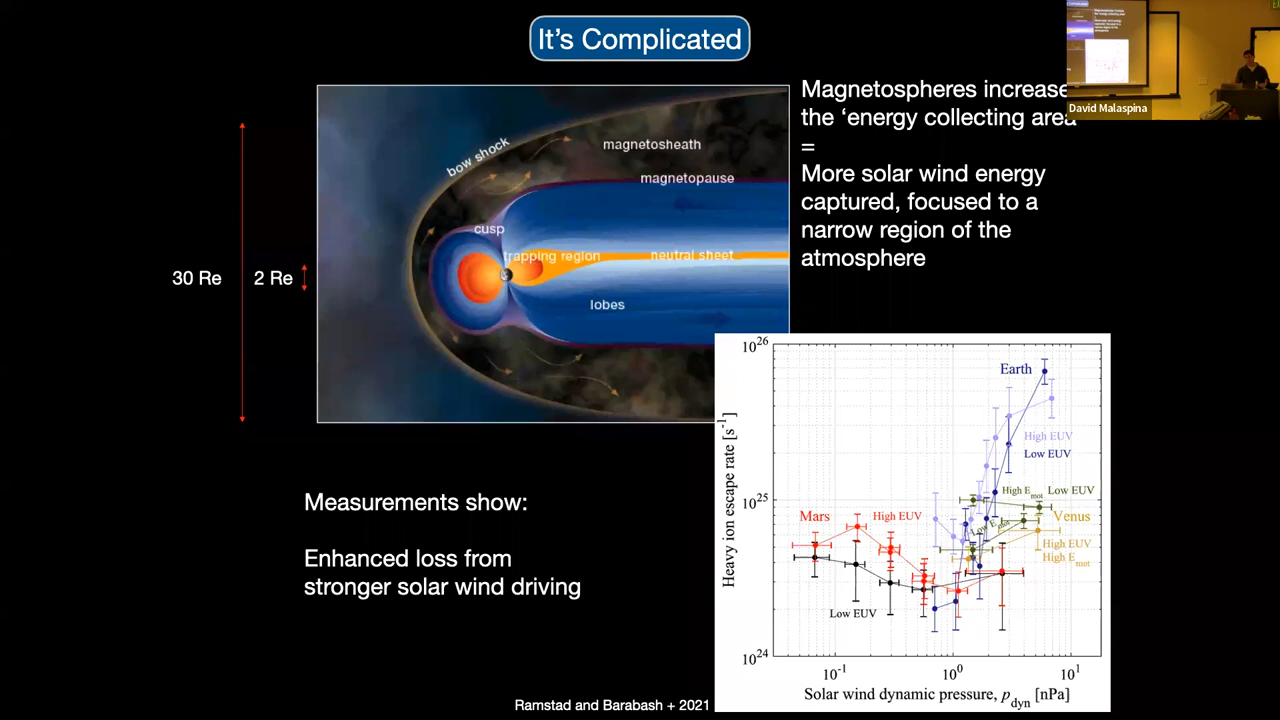 It's Complicated
David Malaspina
Magnetospheres increase
the ‘energy collecting area
=
More solar wind energy
captured, focused to a
narrow region of the
atmosphere
bow shock
magnetosheath
magnetopause
cusp
trapping region
neutral sheet
lobes
30 Re
2 Re
Measurements show:
Enhanced loss from
stronger solar wind driving
Heavy ion escape rate [s⁻¹]
10²⁶
10²⁵
10²⁴
Earth
High EUV
Low EUV
High E_mot Low EUV
Low E_mot
Venus
High EUV
High E_mot
Mars
High EUV
Low EUV
10⁻¹
10⁰
10¹
Solar wind dynamic pressure, p_dyn [nPa]
Ramstad and Barabash + 2021